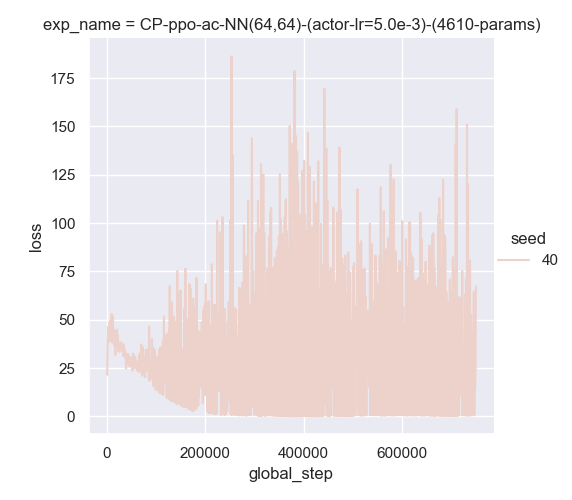 exp_name = CP-ppo-ac-NN(64,64)-(actor-lr=5.0e-3)-(4610-params)
175
150
125
100
75
50
25
0
loss
0 200000 400000 600000
global_step
seed
40